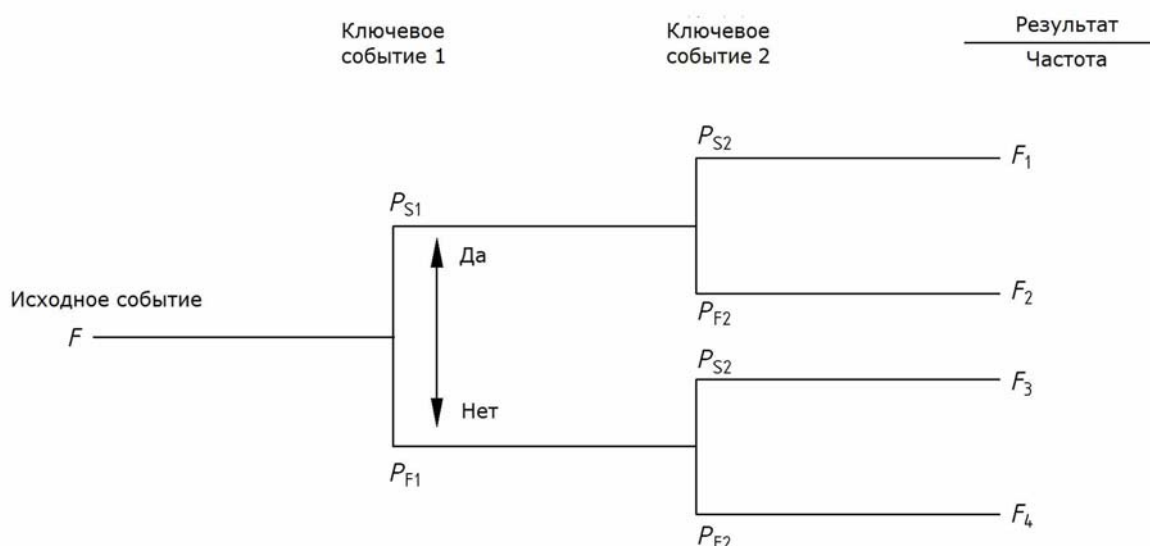 Ключевое
событие 1
Ключевое
событие 2
Результат
Частота
P_S2
F_1
P_S1
Да
Исходное событие
F_2
P_F2
F
P_S2
F_3
Нет
P_F1
F_4
P_F2